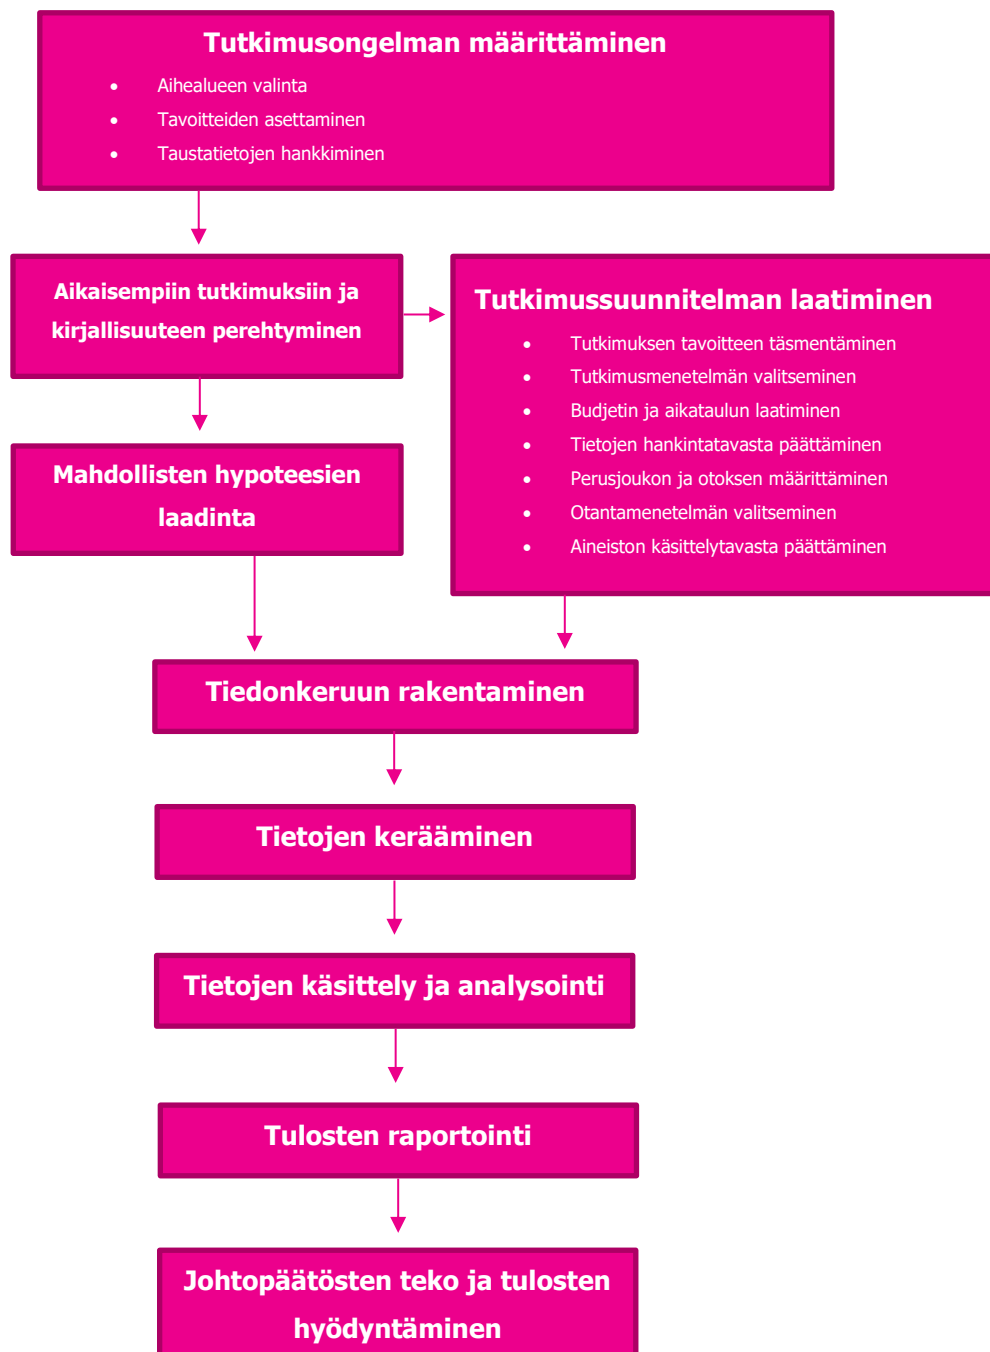 Tutkimusongelman määrittäminen
• Aihealueen valinta
• Tavoitteiden asettaminen
• Taustatietojen hankkiminen
Aikaisempiin tutkimuksiin ja
kirjallisuuteen perehtyminen
Tutkimussuunnitelman laatiminen
• Tutkimuksen tavoitteen täsmentäminen
• Tutkimusmenetelmän valitseminen
• Budjetin ja aikataulun laatiminen
• Tietojen hankintatavasta päättäminen
• Perusjoukon ja otoksen määrittäminen
• Otantamenetelmän valitseminen
• Aineiston käsittelytavasta päättäminen
Mahdollisten hypoteesien
laadinta
Tiedonkeruun rakentaminen
Tietojen kerääminen
Tietojen käsittely ja analysointi
Tulosten raportointi
Johtopäätösten teko ja tulosten
hyödyntäminen